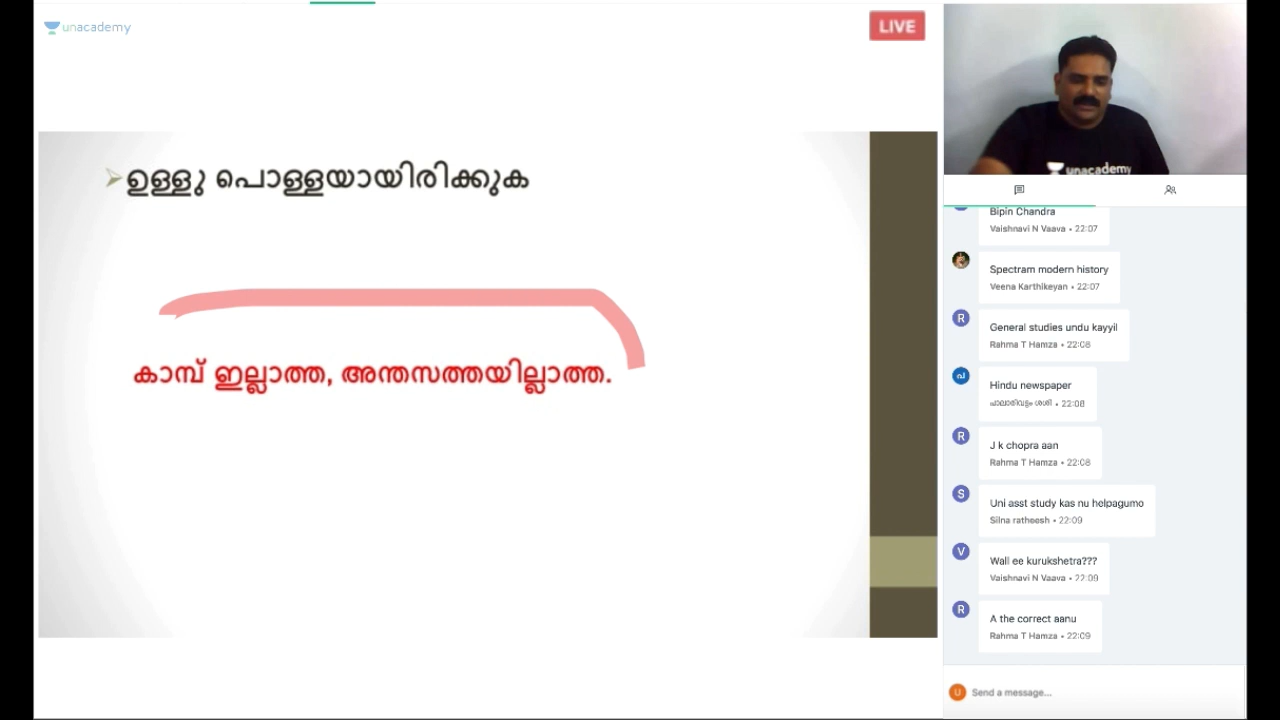 unacademy
LIVE
ഉള്ളു പൊള്ളയായിരിക്കുക
കാമ്പ് ഇല്ലാത്ത, അന്തസത്തയില്ലാത്ത.
unacademy
Bipin Chandra
Vaishnavi N Vaava • 22:07
Spectram modern history
Veena Karthikeyan • 22:07
R
General studies undu kayyil
Rahma T Hamza • 22:08
പ
Hindu newspaper
പാലാരിവട്ടം ശശി • 22:08
R
J k chopra aan
Rahma T Hamza • 22:08
S
Uni asst study kas nu helpagumo
Silna ratheesh • 22:09
V
Wall ee kurukshetra???
Vaishnavi N Vaava • 22:09
R
A the correct aanu
Rahma T Hamza • 22:09
U
Send a message...